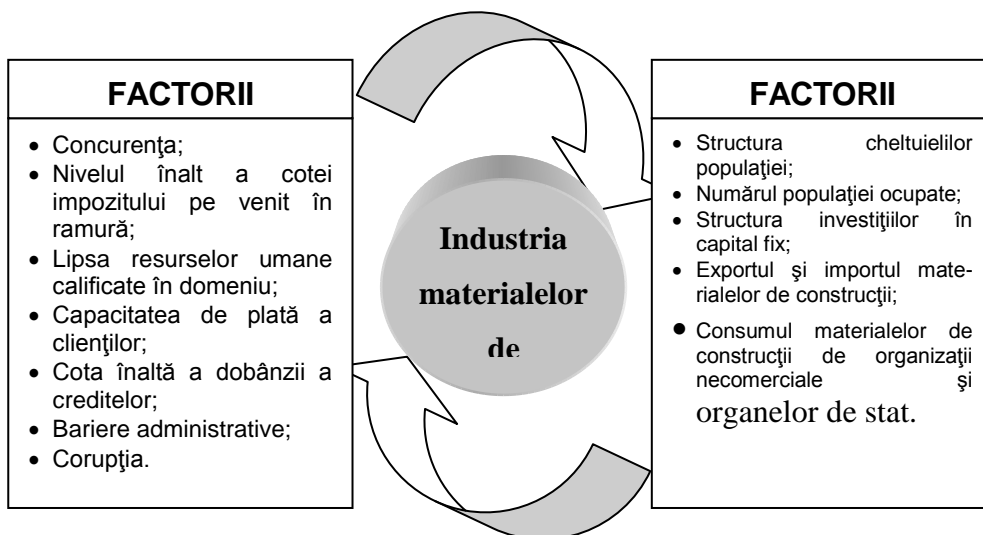 FACTORII
• Concurenţa;
• Nivelul înalt a cotei
impozitului pe venit în
ramură;
• Lipsa resurselor umane
calificate în domeniu;
• Capacitatea de plată a
clienţilor;
• Cota înaltă a dobânzii a
creditelor;
• Bariere administrative;
• Corupţia.
Industria
materialelor
de
FACTORII
• Structura cheltuielilor
populaţiei;
• Numărul populaţiei ocupate;
• Structura investiţiilor în
capital fix;
• Exportul şi importul mate-
rialelor de construcţii;
• Consumul materialelor de
construcţii de organizaţii
necomerciale şi
organelor de stat.